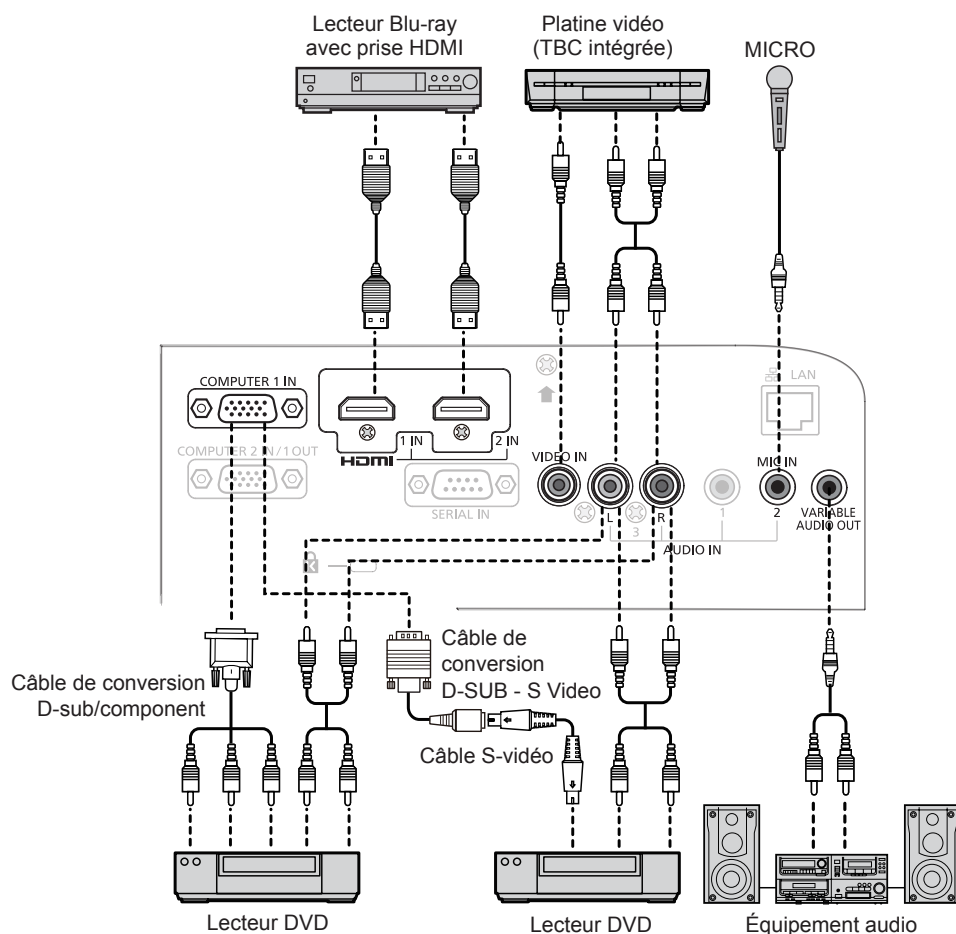 Lecteur Blu-ray
avec prise HDMI
Platine vidéo
(TBC intégrée)
MICRO
COMPUTER 1 IN
LAN
1 IN
2 IN
HDMI
COMPUTER 2 IN/1 OUT
SERIAL IN
VIDEO IN
MIC IN
L
R
1
2
3
VARIABLE
AUDIO OUT
AUDIO IN
K
Câble de conversion
D-sub/component
Câble de
conversion
D-SUB - S Video
Câble S-vidéo
Lecteur DVD
Lecteur DVD
Équipement audio